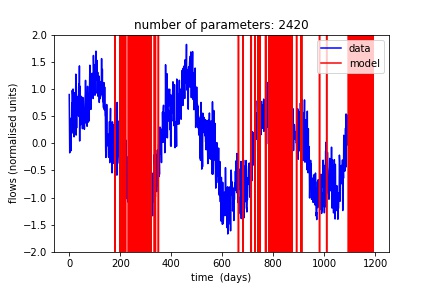 number of parameters: 2420
data
model
flows (normalised units)
2.0
1.5
1.0
0.5
0.0
−0.5
−1.0
−1.5
−2.0
0 200 400 600 800 1000 1200
time (days)